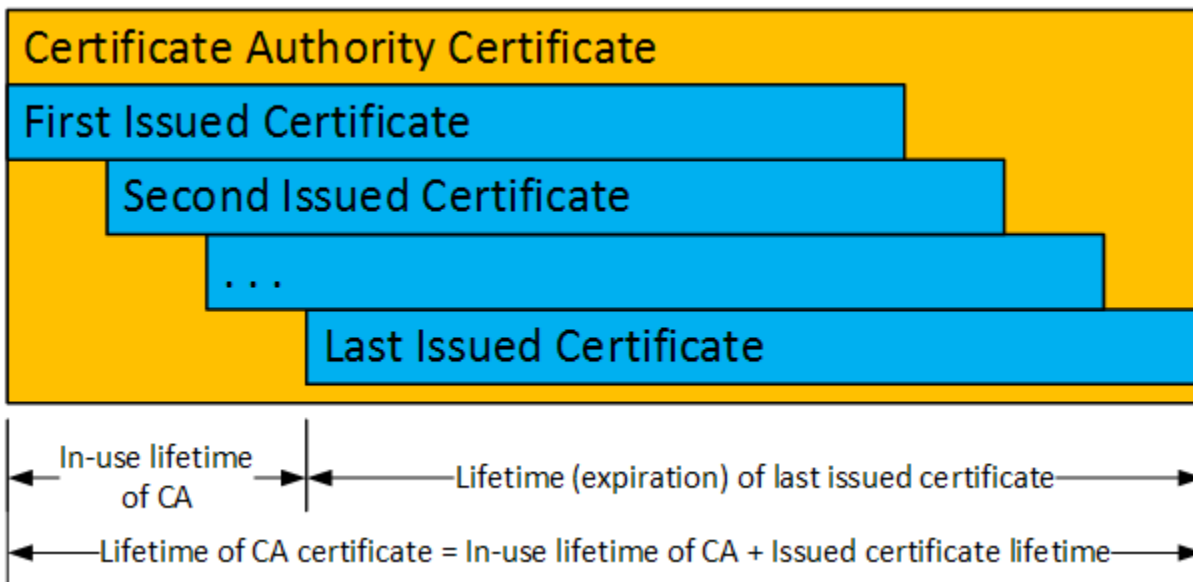 Certificate Authority Certificate
First Issued Certificate
Second Issued Certificate
. . .
Last Issued Certificate
In-use lifetime
of CA
Lifetime (expiration) of last issued certificate
Lifetime of CA certificate = In-use lifetime of CA + Issued certificate lifetime